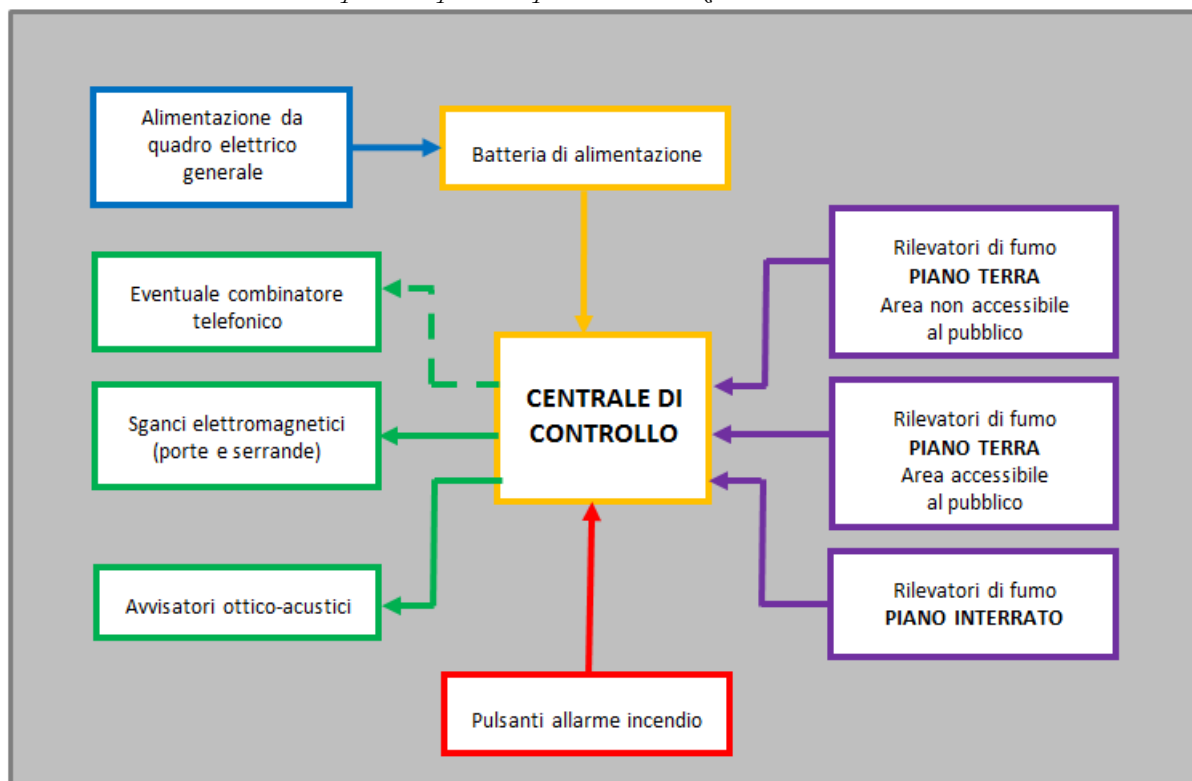 Alimentazione da
quadro elettrico
generale
Batteria di alimentazione
Rilevatori di fumo
PIANO TERRA
Area non accessibile
al pubblico
Eventuale combinatore
telefonico
CENTRALE DI
CONTROLLO
Sganci elettromagnetici
(porte e serrande)
Rilevatori di fumo
PIANO TERRA
Area accessibile
al pubblico
Avvisatori ottico-acustici
Rilevatori di fumo
PIANO INTERRATO
Pulsanti allarme incendio